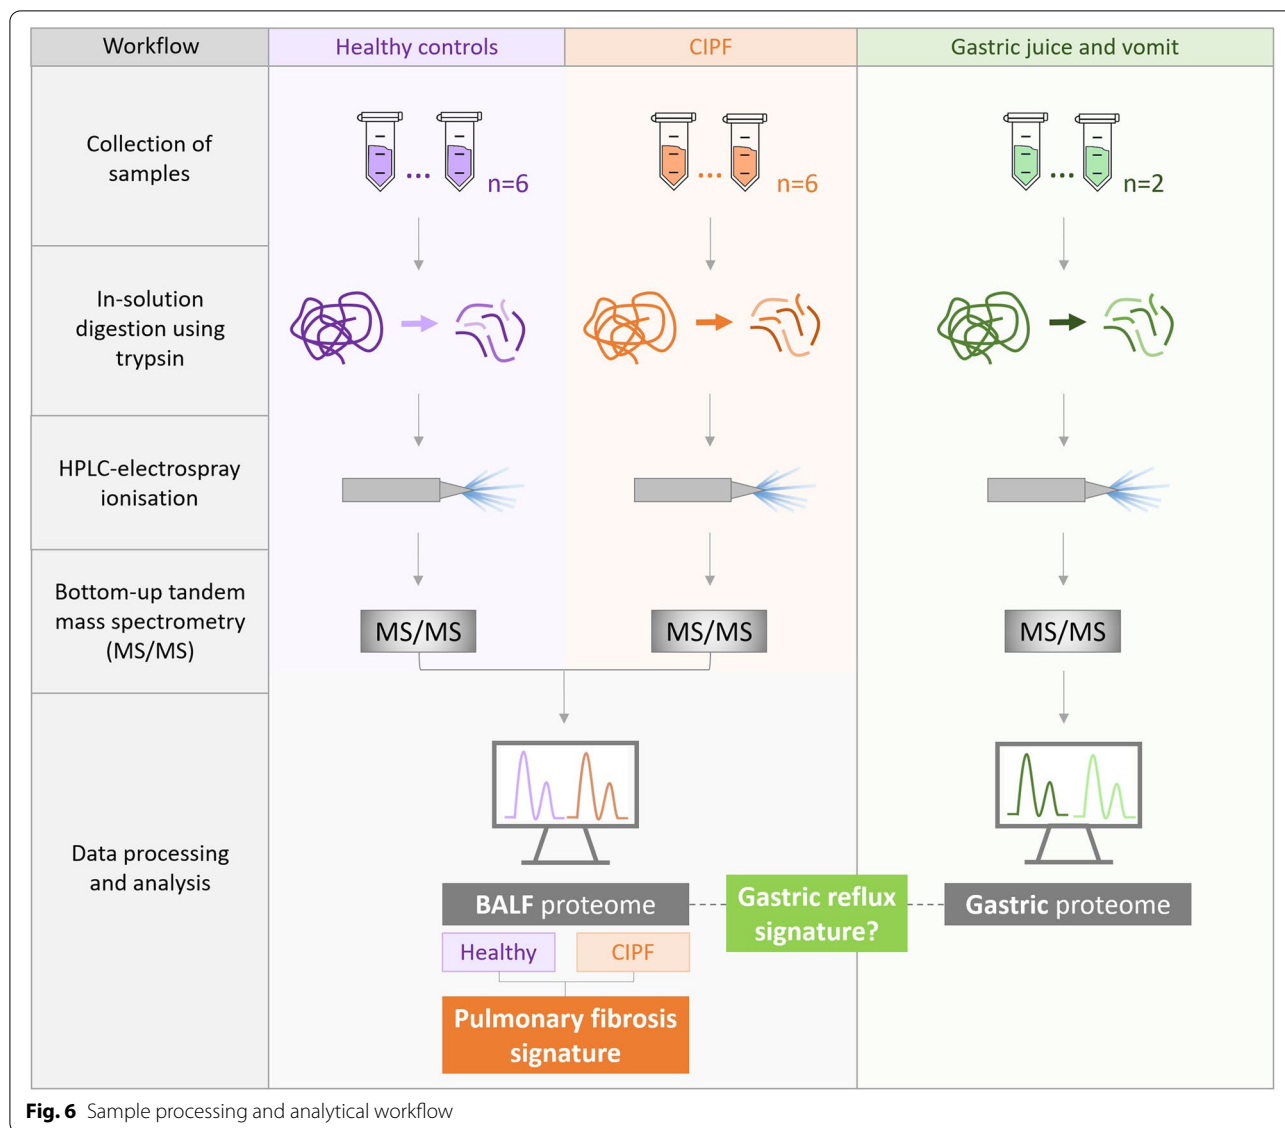 Workflow
Healthy controls
CIPF
Gastric juice and vomit
Collection of
samples
n=6
n=6
n=2
In-solution
digestion using
trypsin
HPLC-electrospray
ionisation
Bottom-up tandem
mass spectrometry
(MS/MS)
MS/MS
MS/MS
MS/MS
Data processing
and analysis
BALF proteome
Gastric reflux
signature?
Gastric proteome
Healthy
CIPF
Pulmonary fibrosis
signature
Fig. 6 Sample processing and analytical workflow